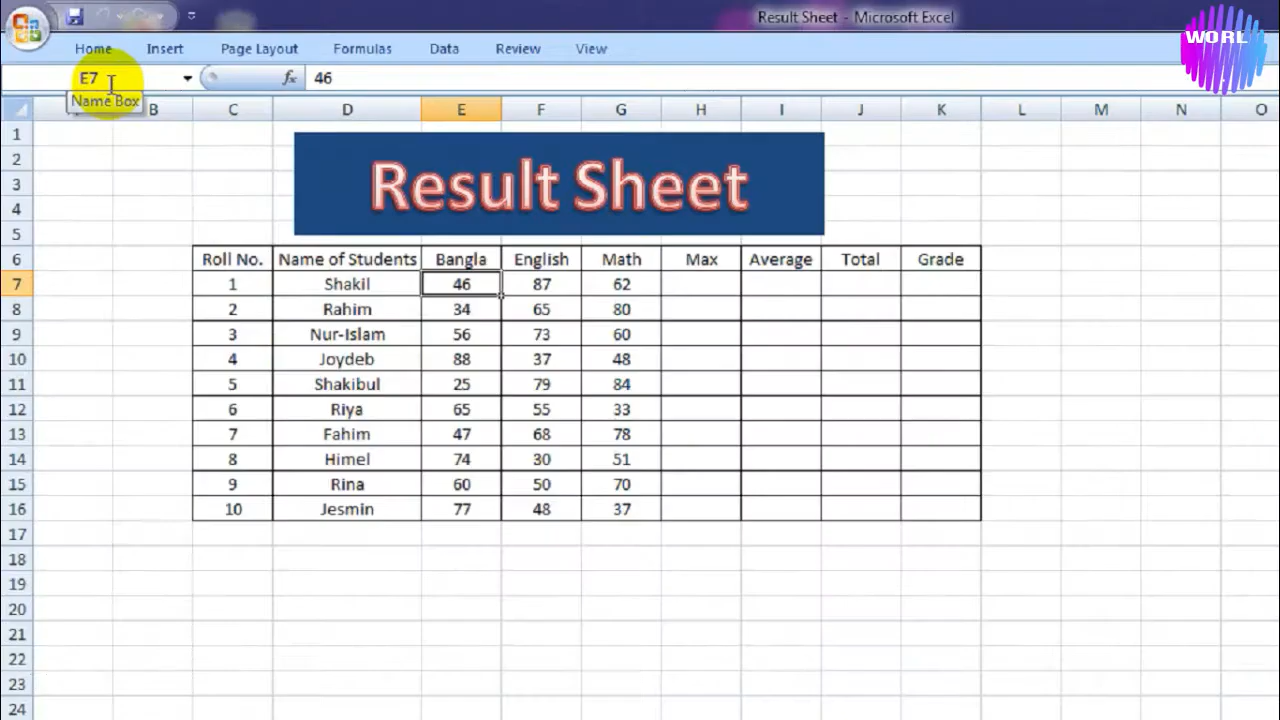 Result Sheet - Microsoft Excel
WORL
Home Insert Page Layout Formulas Data Review View
E7 fx 46
Name Box
B C D E F G H I J K L M N O
1
2
3
4
5
Result Sheet
6 Roll No. Name of Students Bangla English Math Max Average Total Grade
7 1 Shakil 46 87 62
8 2 Rahim 34 65 80
9 3 Nur-Islam 56 73 60
10 4 Joydeb 88 37 48
11 5 Shakibul 25 79 84
12 6 Riya 65 55 33
13 7 Fahim 47 68 78
14 8 Himel 74 30 51
15 9 Rina 60 50 70
16 10 Jesmin 77 48 37
17
18
19
20
21
22
23
24